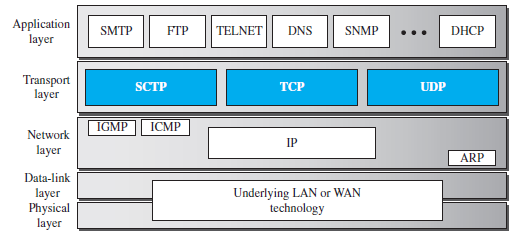 Application
layer
SMTP FTP TELNET DNS SNMP DHCP
Transport
layer
SCTP TCP UDP
Network
layer
IGMP ICMP
IP
ARP
Data-link
layer
Physical
layer
Underlying LAN or WAN
technology